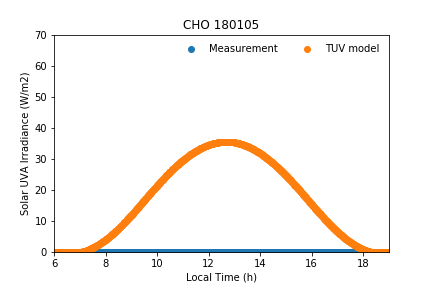 CHO 180105
Measurement TUV model
Solar UVA Irradiance (W/m2)
70
60
50
40
30
20
10
0
6 8 10 12 14 16 18
Local Time (h)